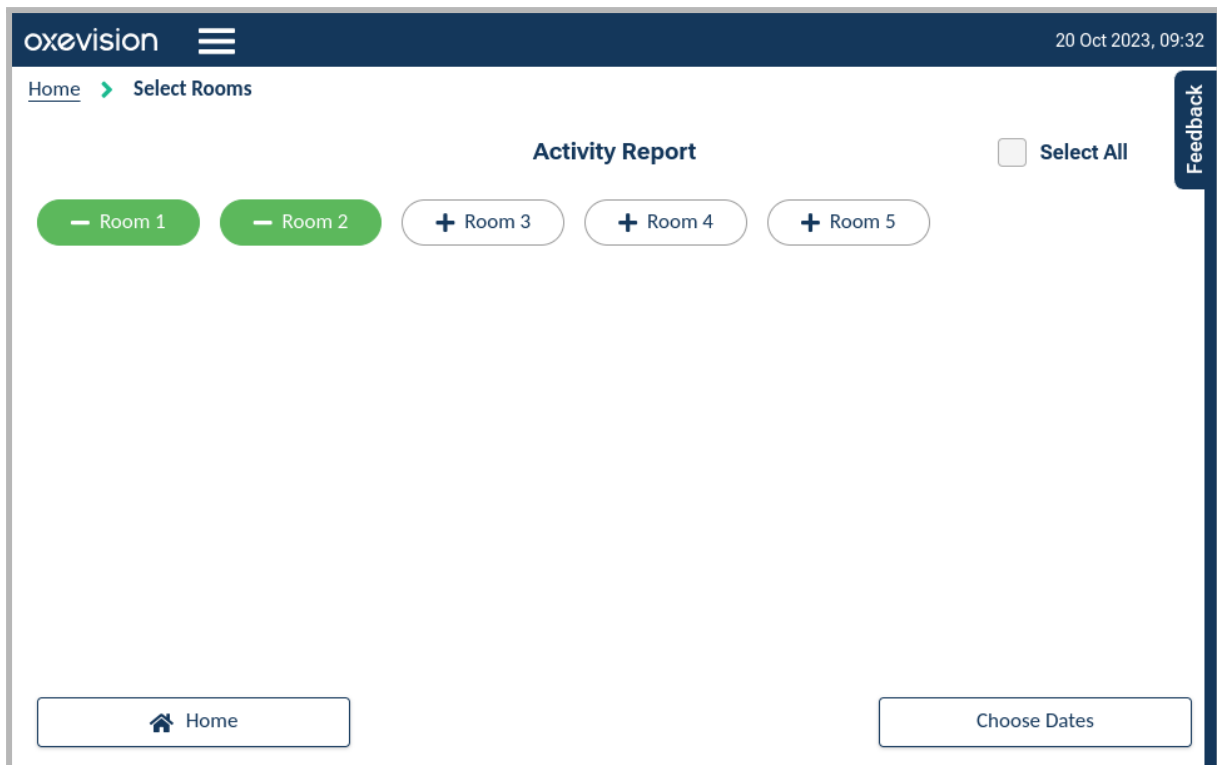 oxevision
20 Oct 2023, 09:32
Home Select Rooms
Feedback
Activity Report
Select All
Room 1 Room 2 Room 3 Room 4 Room 5
Home
Choose Dates